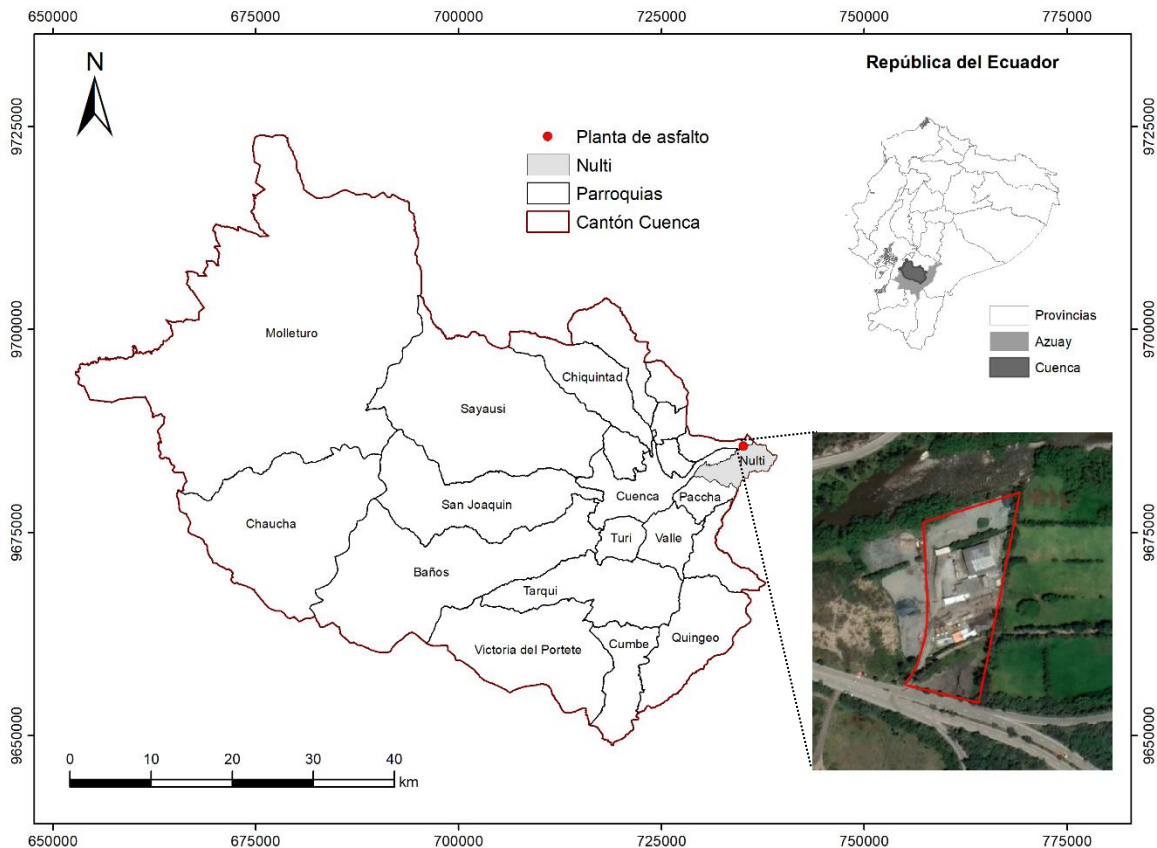 650000
675000
700000
725000
750000
775000
N
República del Ecuador
9725000
9725000
Planta de asfalto
Nulti
Parroquias
Cantón Cuenca
Provincias
Azuay
Cuenca
9700000
9700000
Molleturo
Chiquintad
Sayausi
Nulti
Cuenca
Paccha
San Joaquin
Chaucha
Turi
Valle
9675000
9675000
Baños
Tarqui
Victoria del Portete
Cumbe
Quingeo
9650000
9650000
0
10
20
30
40
km
650000
675000
700000
725000
750000
775000